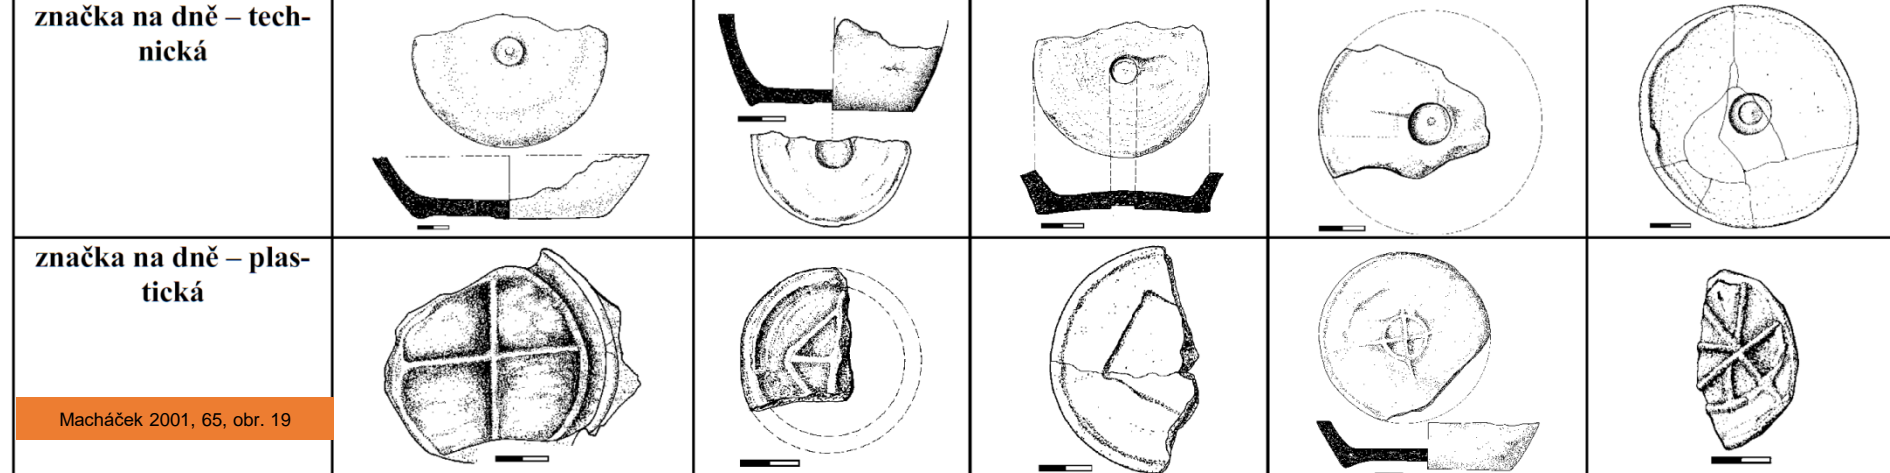 značka na dně – tech-
nická
značka na dně – plas-
tická
Macháček 2001, 65, obr. 19